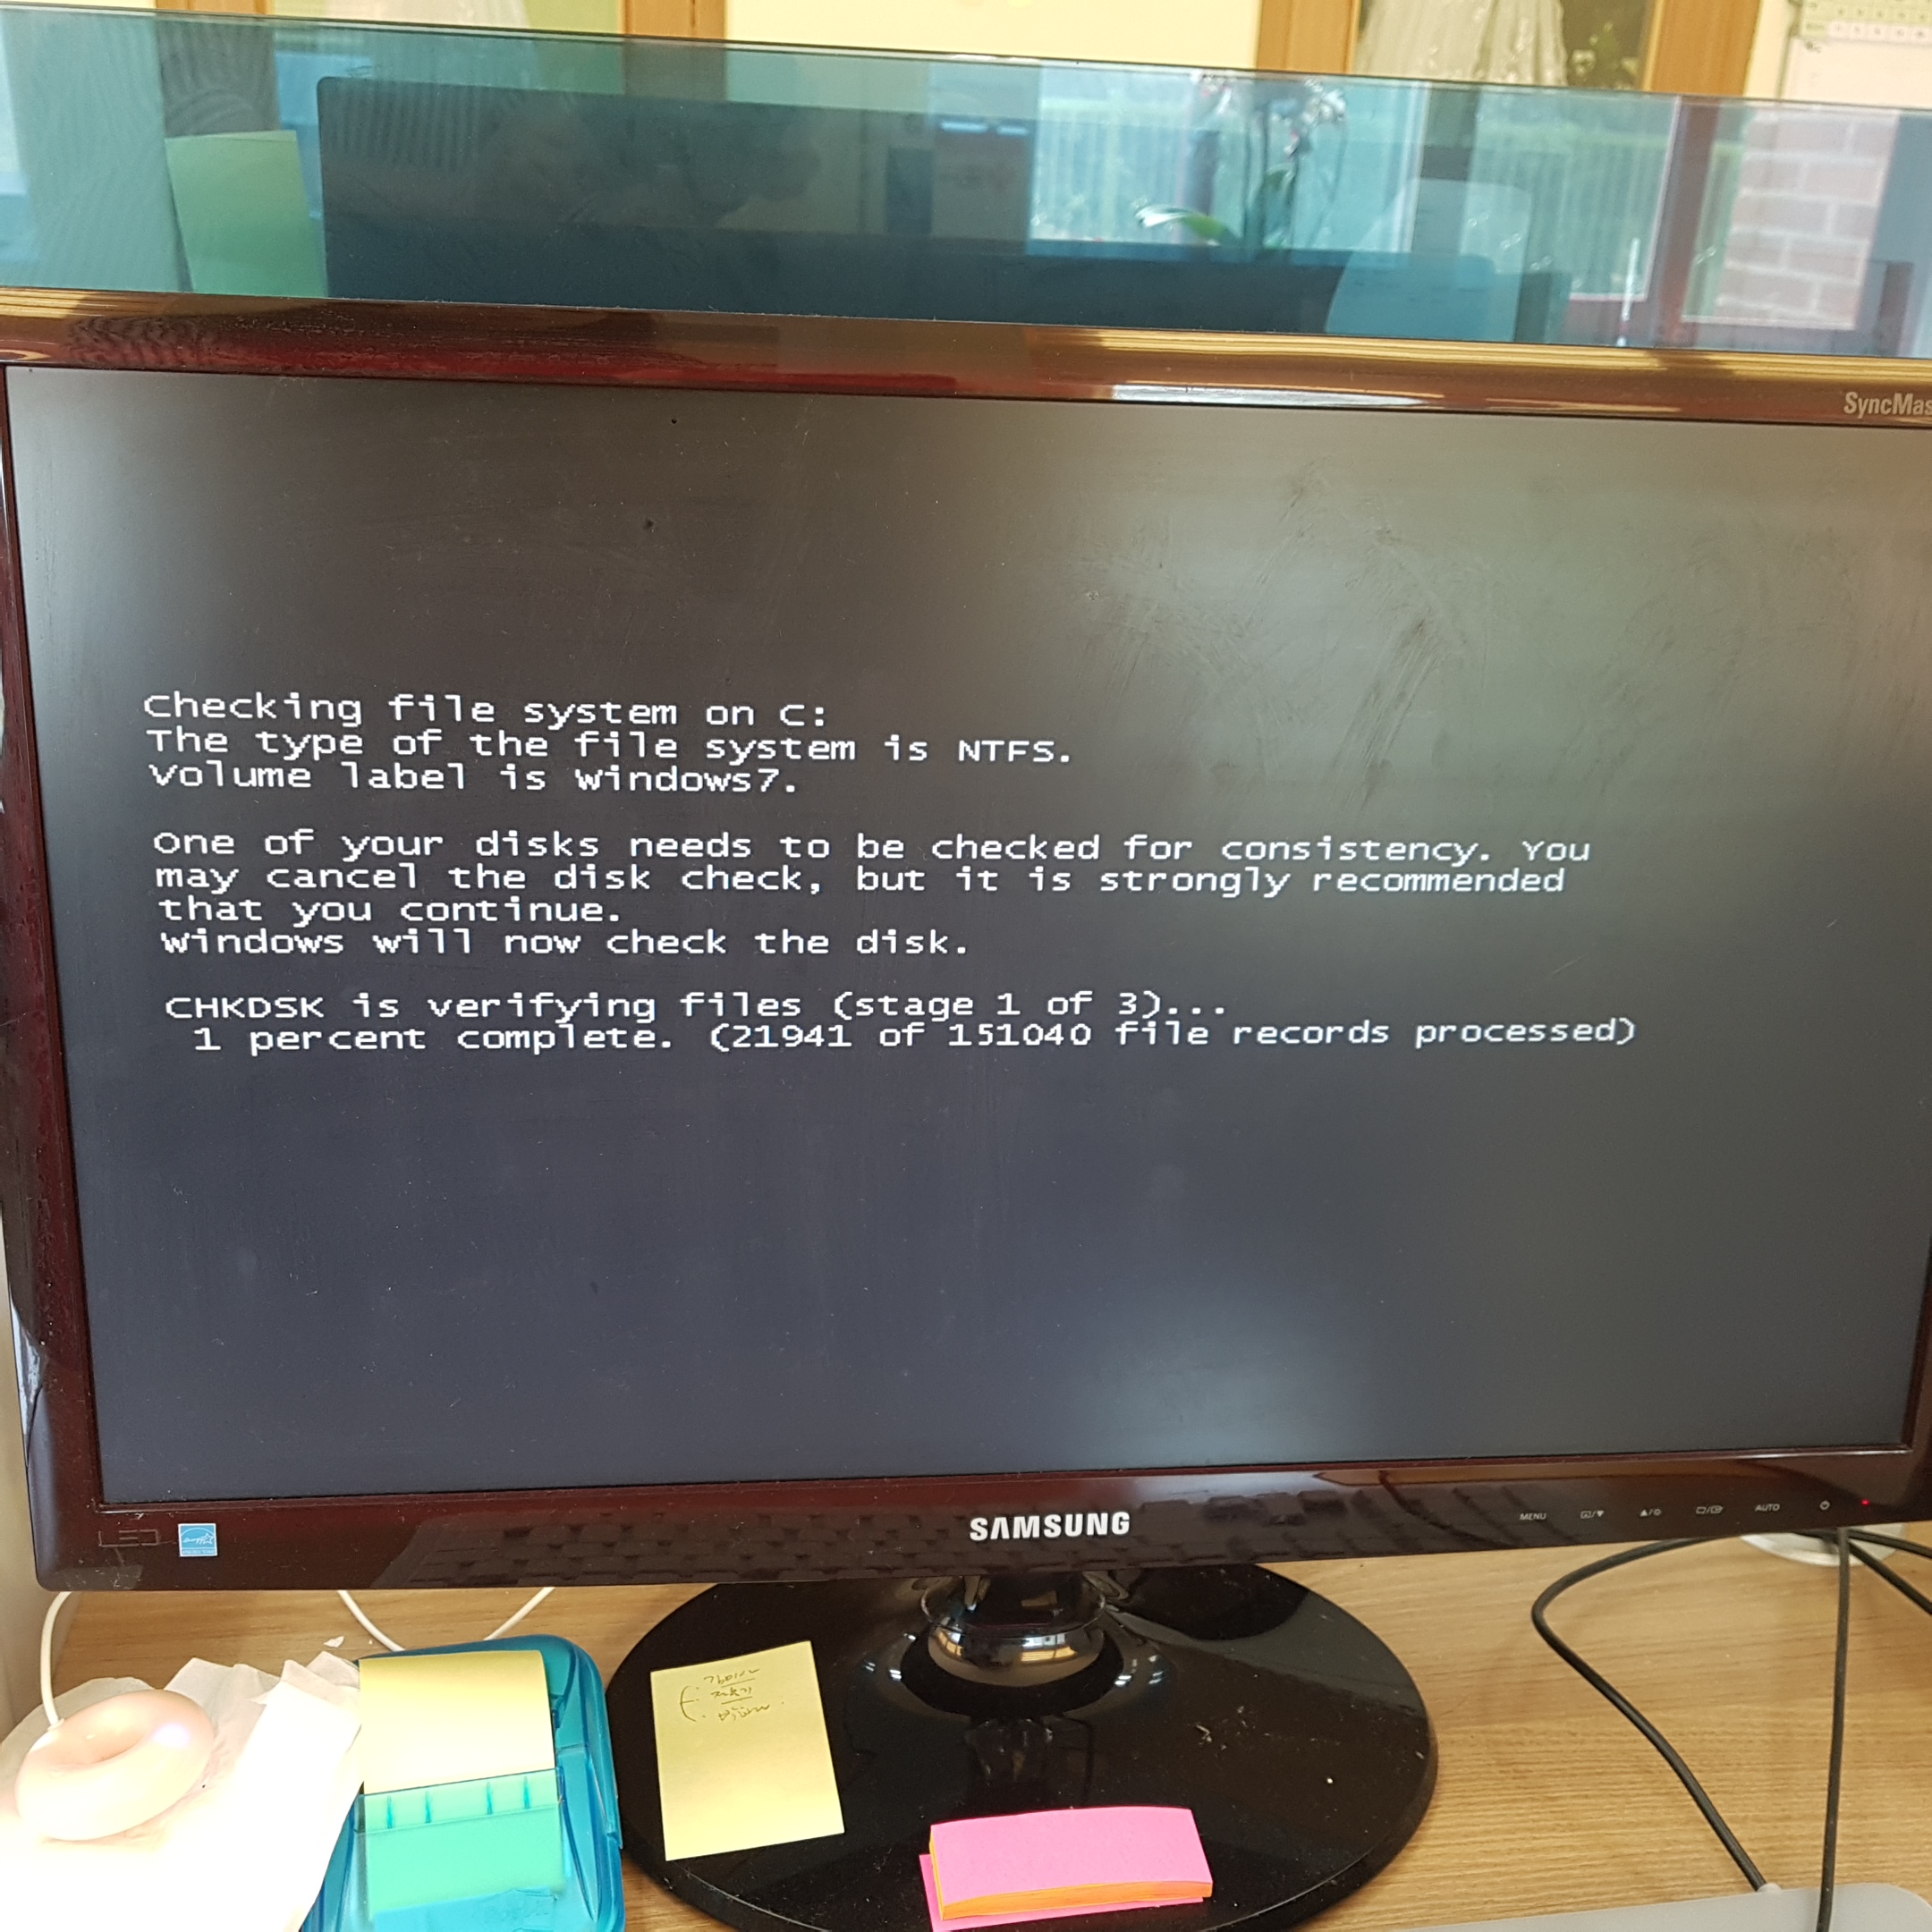 SyncMas
Checking file system on C:
The type of the file system is NTFS.
Volume label is Windows7.
One of your disks needs to be checked for consistency. You
may cancel the disk check, but it is strongly recommended
that you continue.
Windows will now check the disk.
CHKDSK is verifying files (stage 1 of 3)...
1 percent complete. (21941 of 151040 file records processed)
SAMSUNG
MENU
AUTO
LED